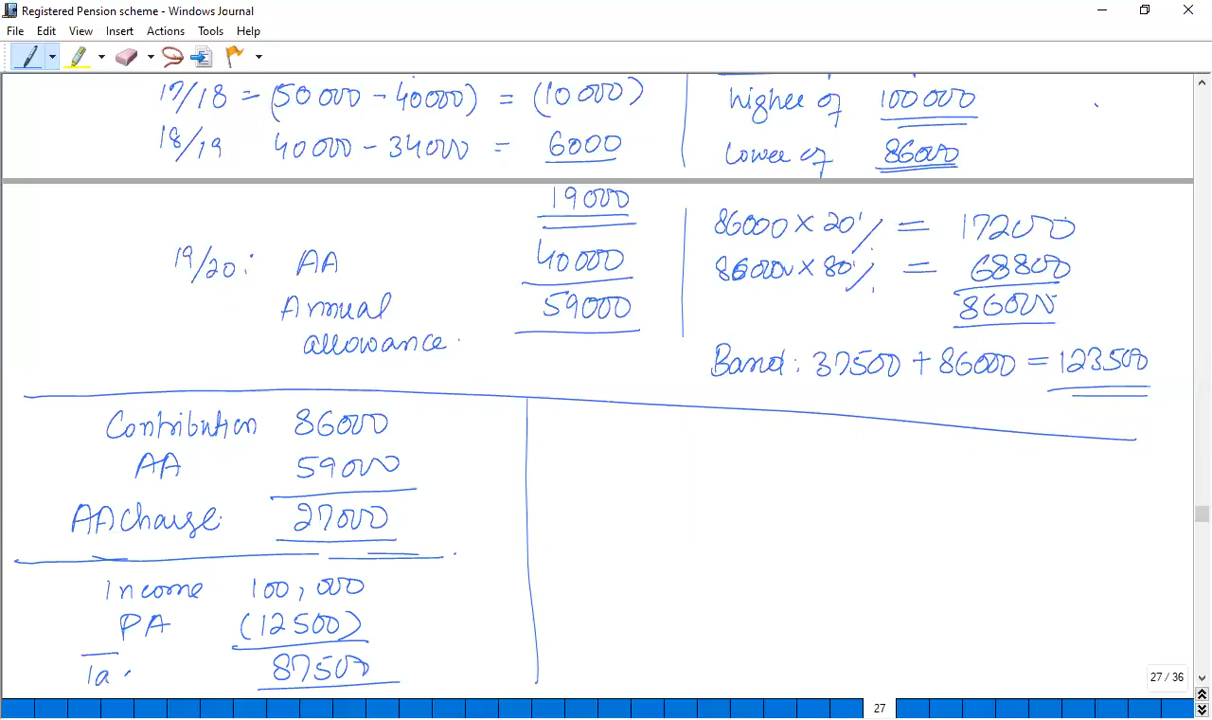 Registered Pension scheme - Windows Journal
File Edit View Insert Actions Tools Help
17/18 = (50000 - 40000) = (10000)
18/19 40000 - 34000 = 6000
19000
19/20: AA 40000
Annual 59000
allowance.
higher of 100000
lower of 86000
86000 X 20% = 17200
86000 X 80% = 68800
86000
Band: 37500 + 86000 = 123500
Contribution 86000
AA 59000
AA Charge. 27000
Income 100,000
PA (12500)
Ta. 87500
27 / 36
27